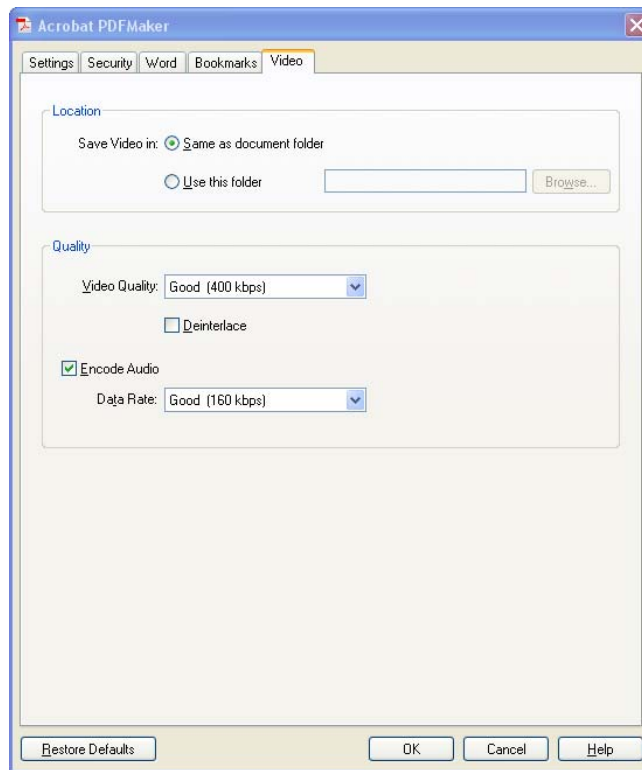 Acrobat PDFMaker
Settings Security Word Bookmarks Video
Location
Save Video in: Same as document folder
Use this folder Browse...
Quality
Video Quality: Good (400 kbps)
Deinterlace
Encode Audio
Data Rate: Good (160 kbps)
Restore Defaults OK Cancel Help